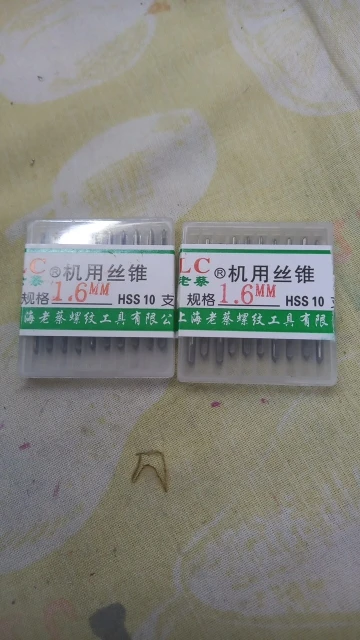 C
蔡 ® 机用丝锥
规格 1.6MM HSS 10 支
海老蔡螺纹工具有限公
LC
老蔡 ® 机用丝锥
规格 1.6MM HSS 10 支
上海老蔡螺纹工具有限